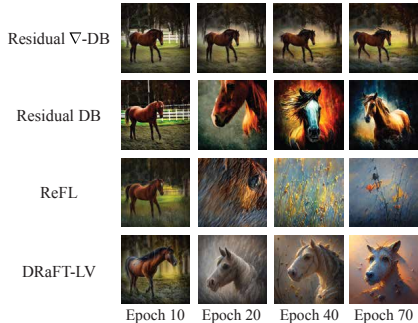 Residual ∇-DB
Residual DB
ReFL
DRaFT-LV
Epoch 10 Epoch 20 Epoch 40 Epoch 70